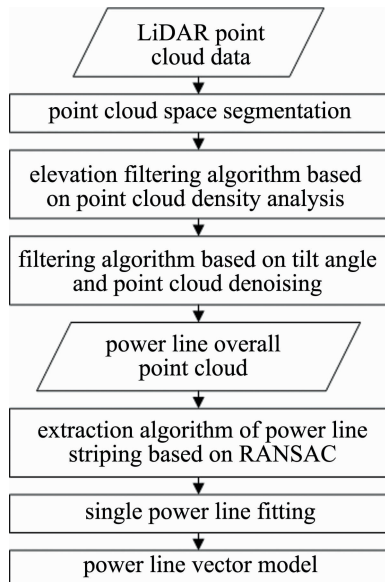 LiDAR point
cloud data
point cloud space segmentation
elevation filtering algorithm based
on point cloud density analysis
filtering algorithm based on tilt angle
and point cloud denoising
power line overall
point cloud
extraction algorithm of power line
striping based on RANSAC
single power line fitting
power line vector model